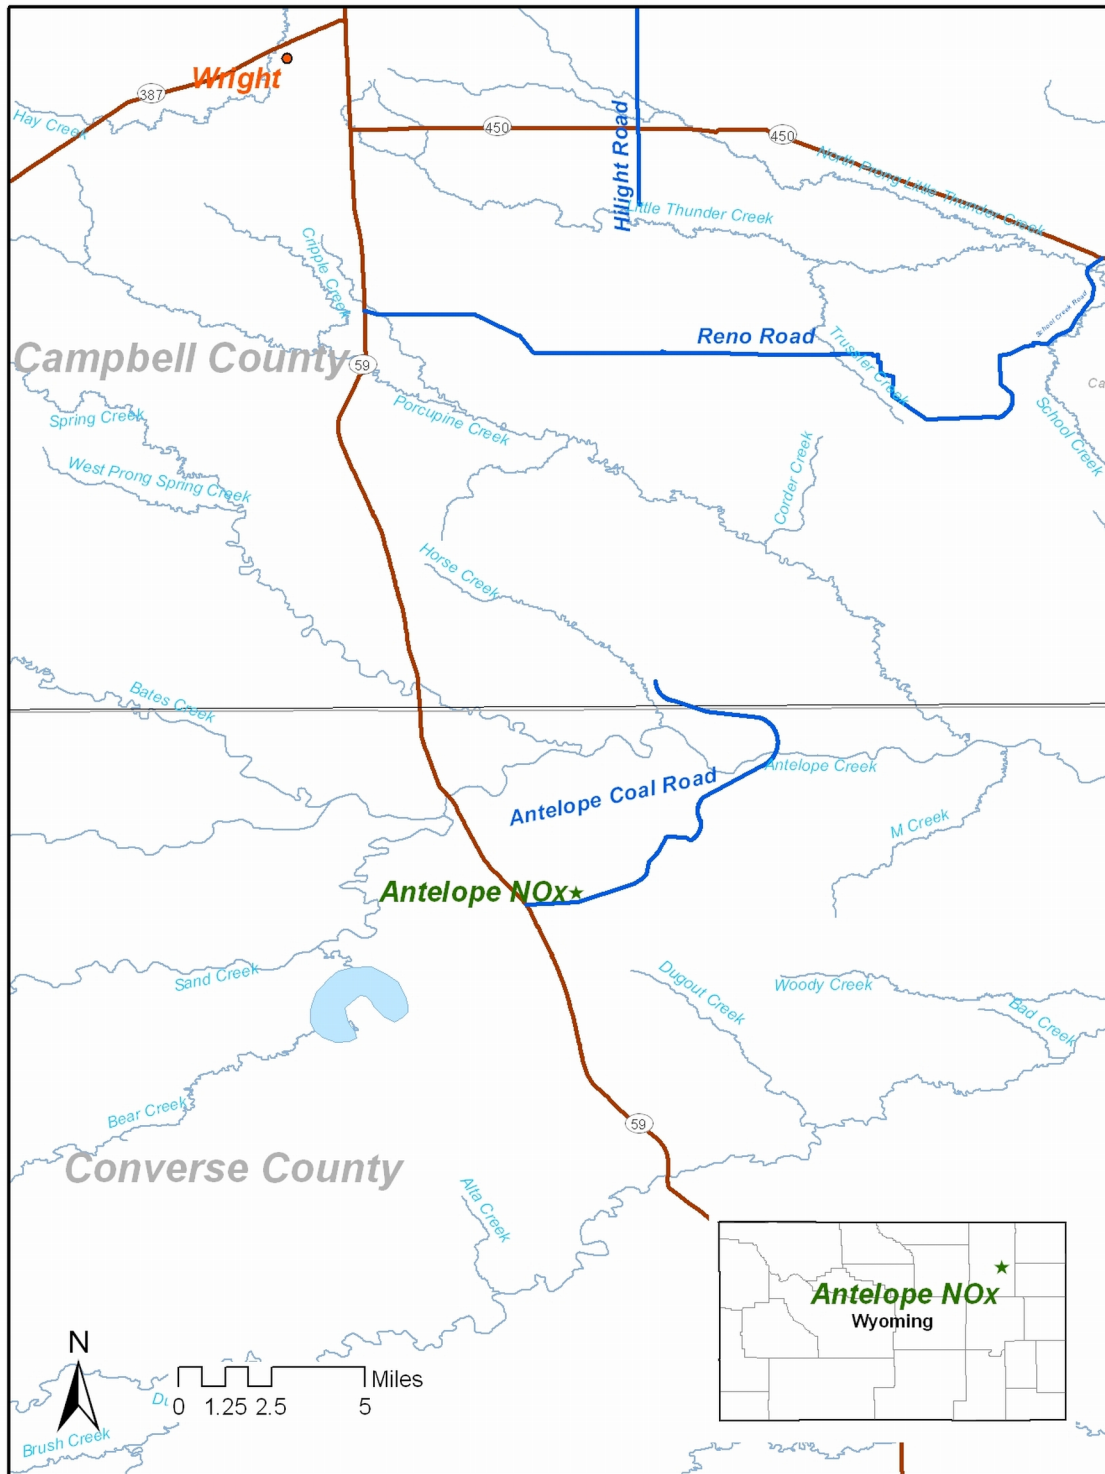 Wright
387
Hay Creek
450
450
Hilight Road
North Prong Little Thunder Creek
Little Thunder Creek
Cripple Creek
School Creek Road
Reno Road
Trussler Creek
Campbell County
59
Ca
Porcupine Creek
Spring Creek
School Creek
West Prong Spring Creek
Corder Creek
Horse Creek
Bates Creek
Antelope Creek
Antelope Coal Road
M Creek
Antelope NOx
Sand Creek
Dugout Creek
Woody Creek
Bad Creek
Bear Creek
59
Converse County
Alta Creek
Antelope NOx
Wyoming
N
Miles
0 1.25 2.5 5
Brush Creek